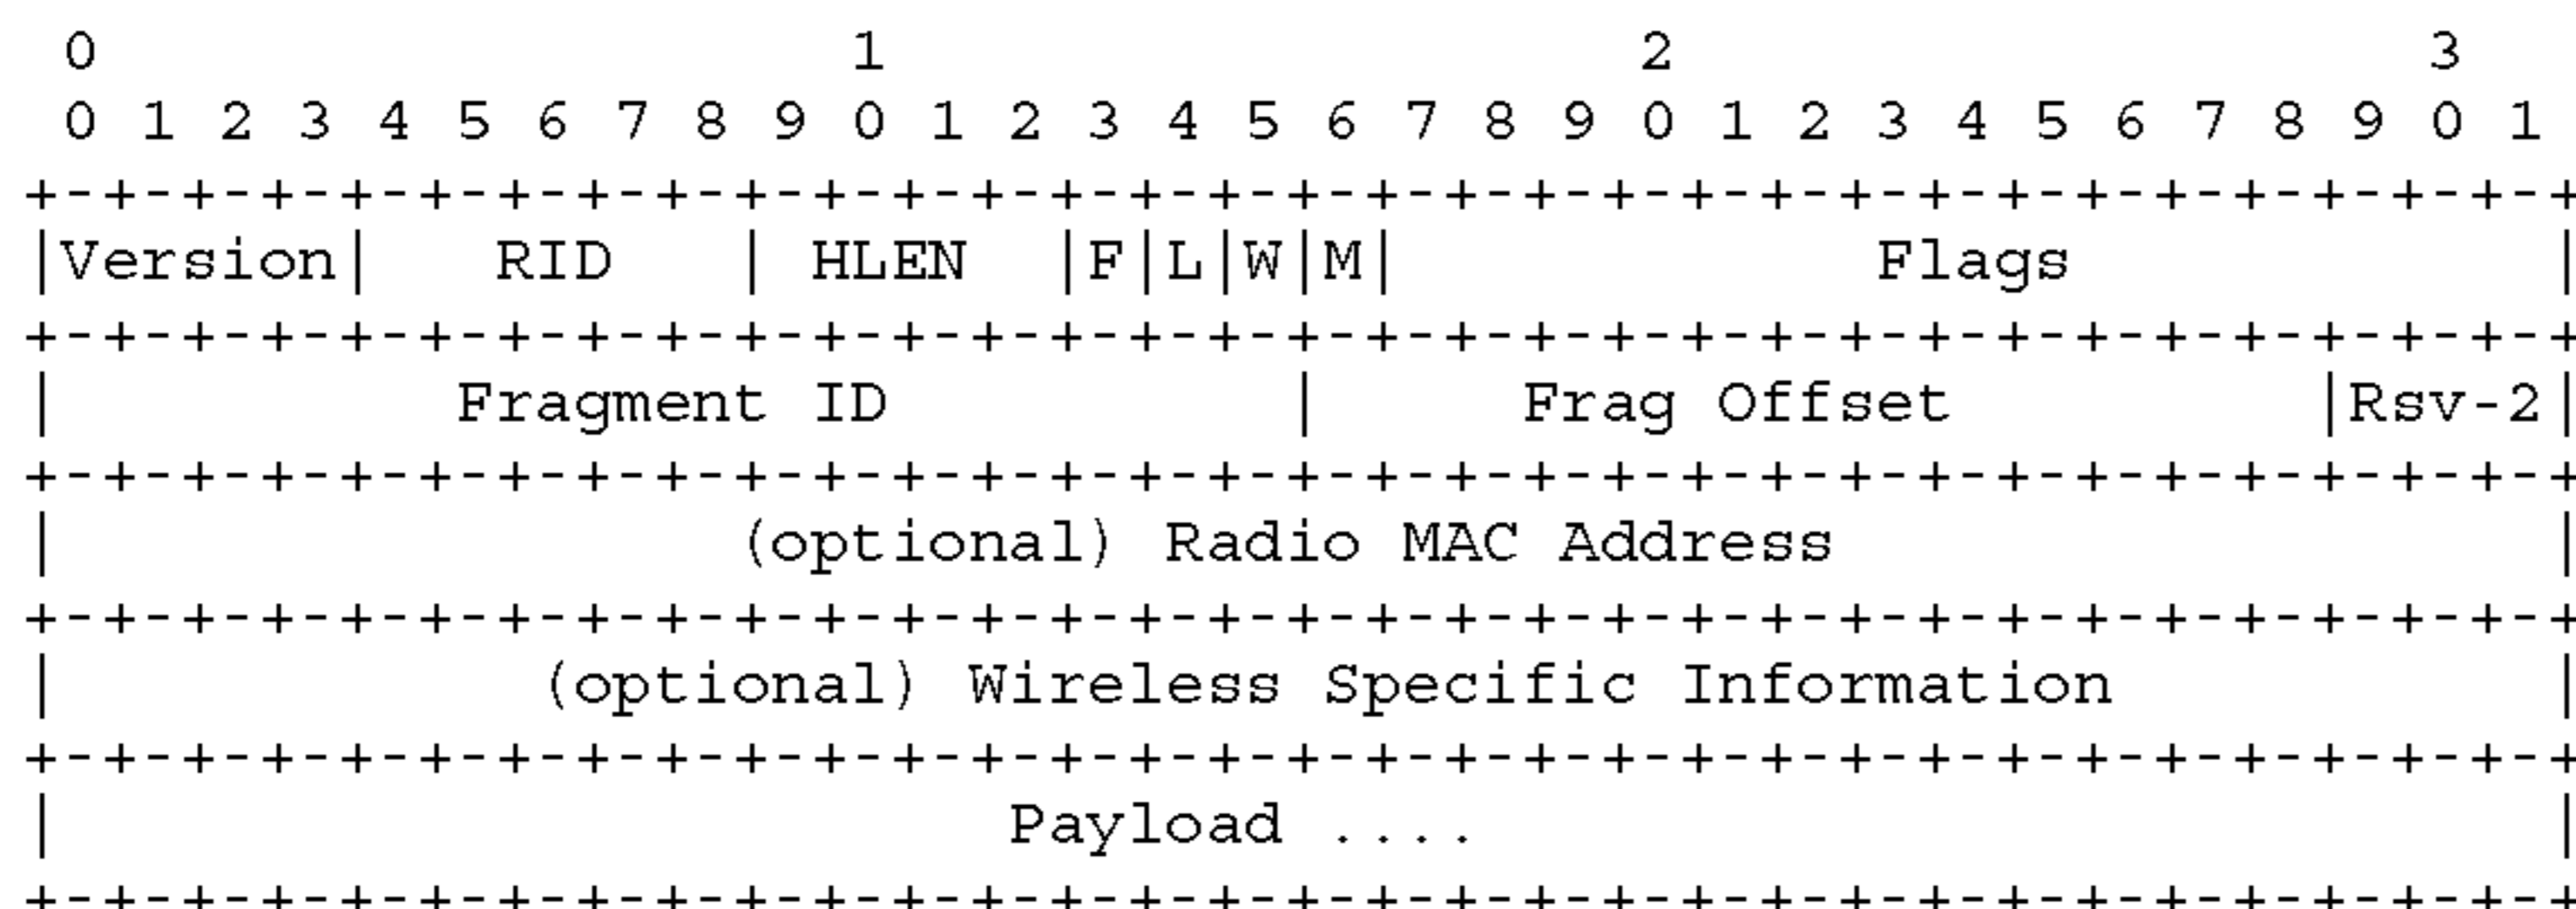 0                   1                   2                   3
 0 1 2 3 4 5 6 7 8 9 0 1 2 3 4 5 6 7 8 9 0 1 2 3 4 5 6 7 8 9 0 1
+-+-+-+-+-+-+-+-+-+-+-+-+-+-+-+-+-+-+-+-+-+-+-+-+-+-+-+-+-+-+-+-+
|Version|   RID   | HLEN  |F|L|W|M|            Flags            |
+-+-+-+-+-+-+-+-+-+-+-+-+-+-+-+-+-+-+-+-+-+-+-+-+-+-+-+-+-+-+-+-+
|          Fragment ID          |     Frag Offset         |Rsv-2|
+-+-+-+-+-+-+-+-+-+-+-+-+-+-+-+-+-+-+-+-+-+-+-+-+-+-+-+-+-+-+-+-+
|                 (optional) Radio MAC Address                  |
+-+-+-+-+-+-+-+-+-+-+-+-+-+-+-+-+-+-+-+-+-+-+-+-+-+-+-+-+-+-+-+-+
|            (optional) Wireless Specific Information           |
+-+-+-+-+-+-+-+-+-+-+-+-+-+-+-+-+-+-+-+-+-+-+-+-+-+-+-+-+-+-+-+-+
|                        Payload ....                           |
+-+-+-+-+-+-+-+-+-+-+-+-+-+-+-+-+-+-+-+-+-+-+-+-+-+-+-+-+-+-+-+-+